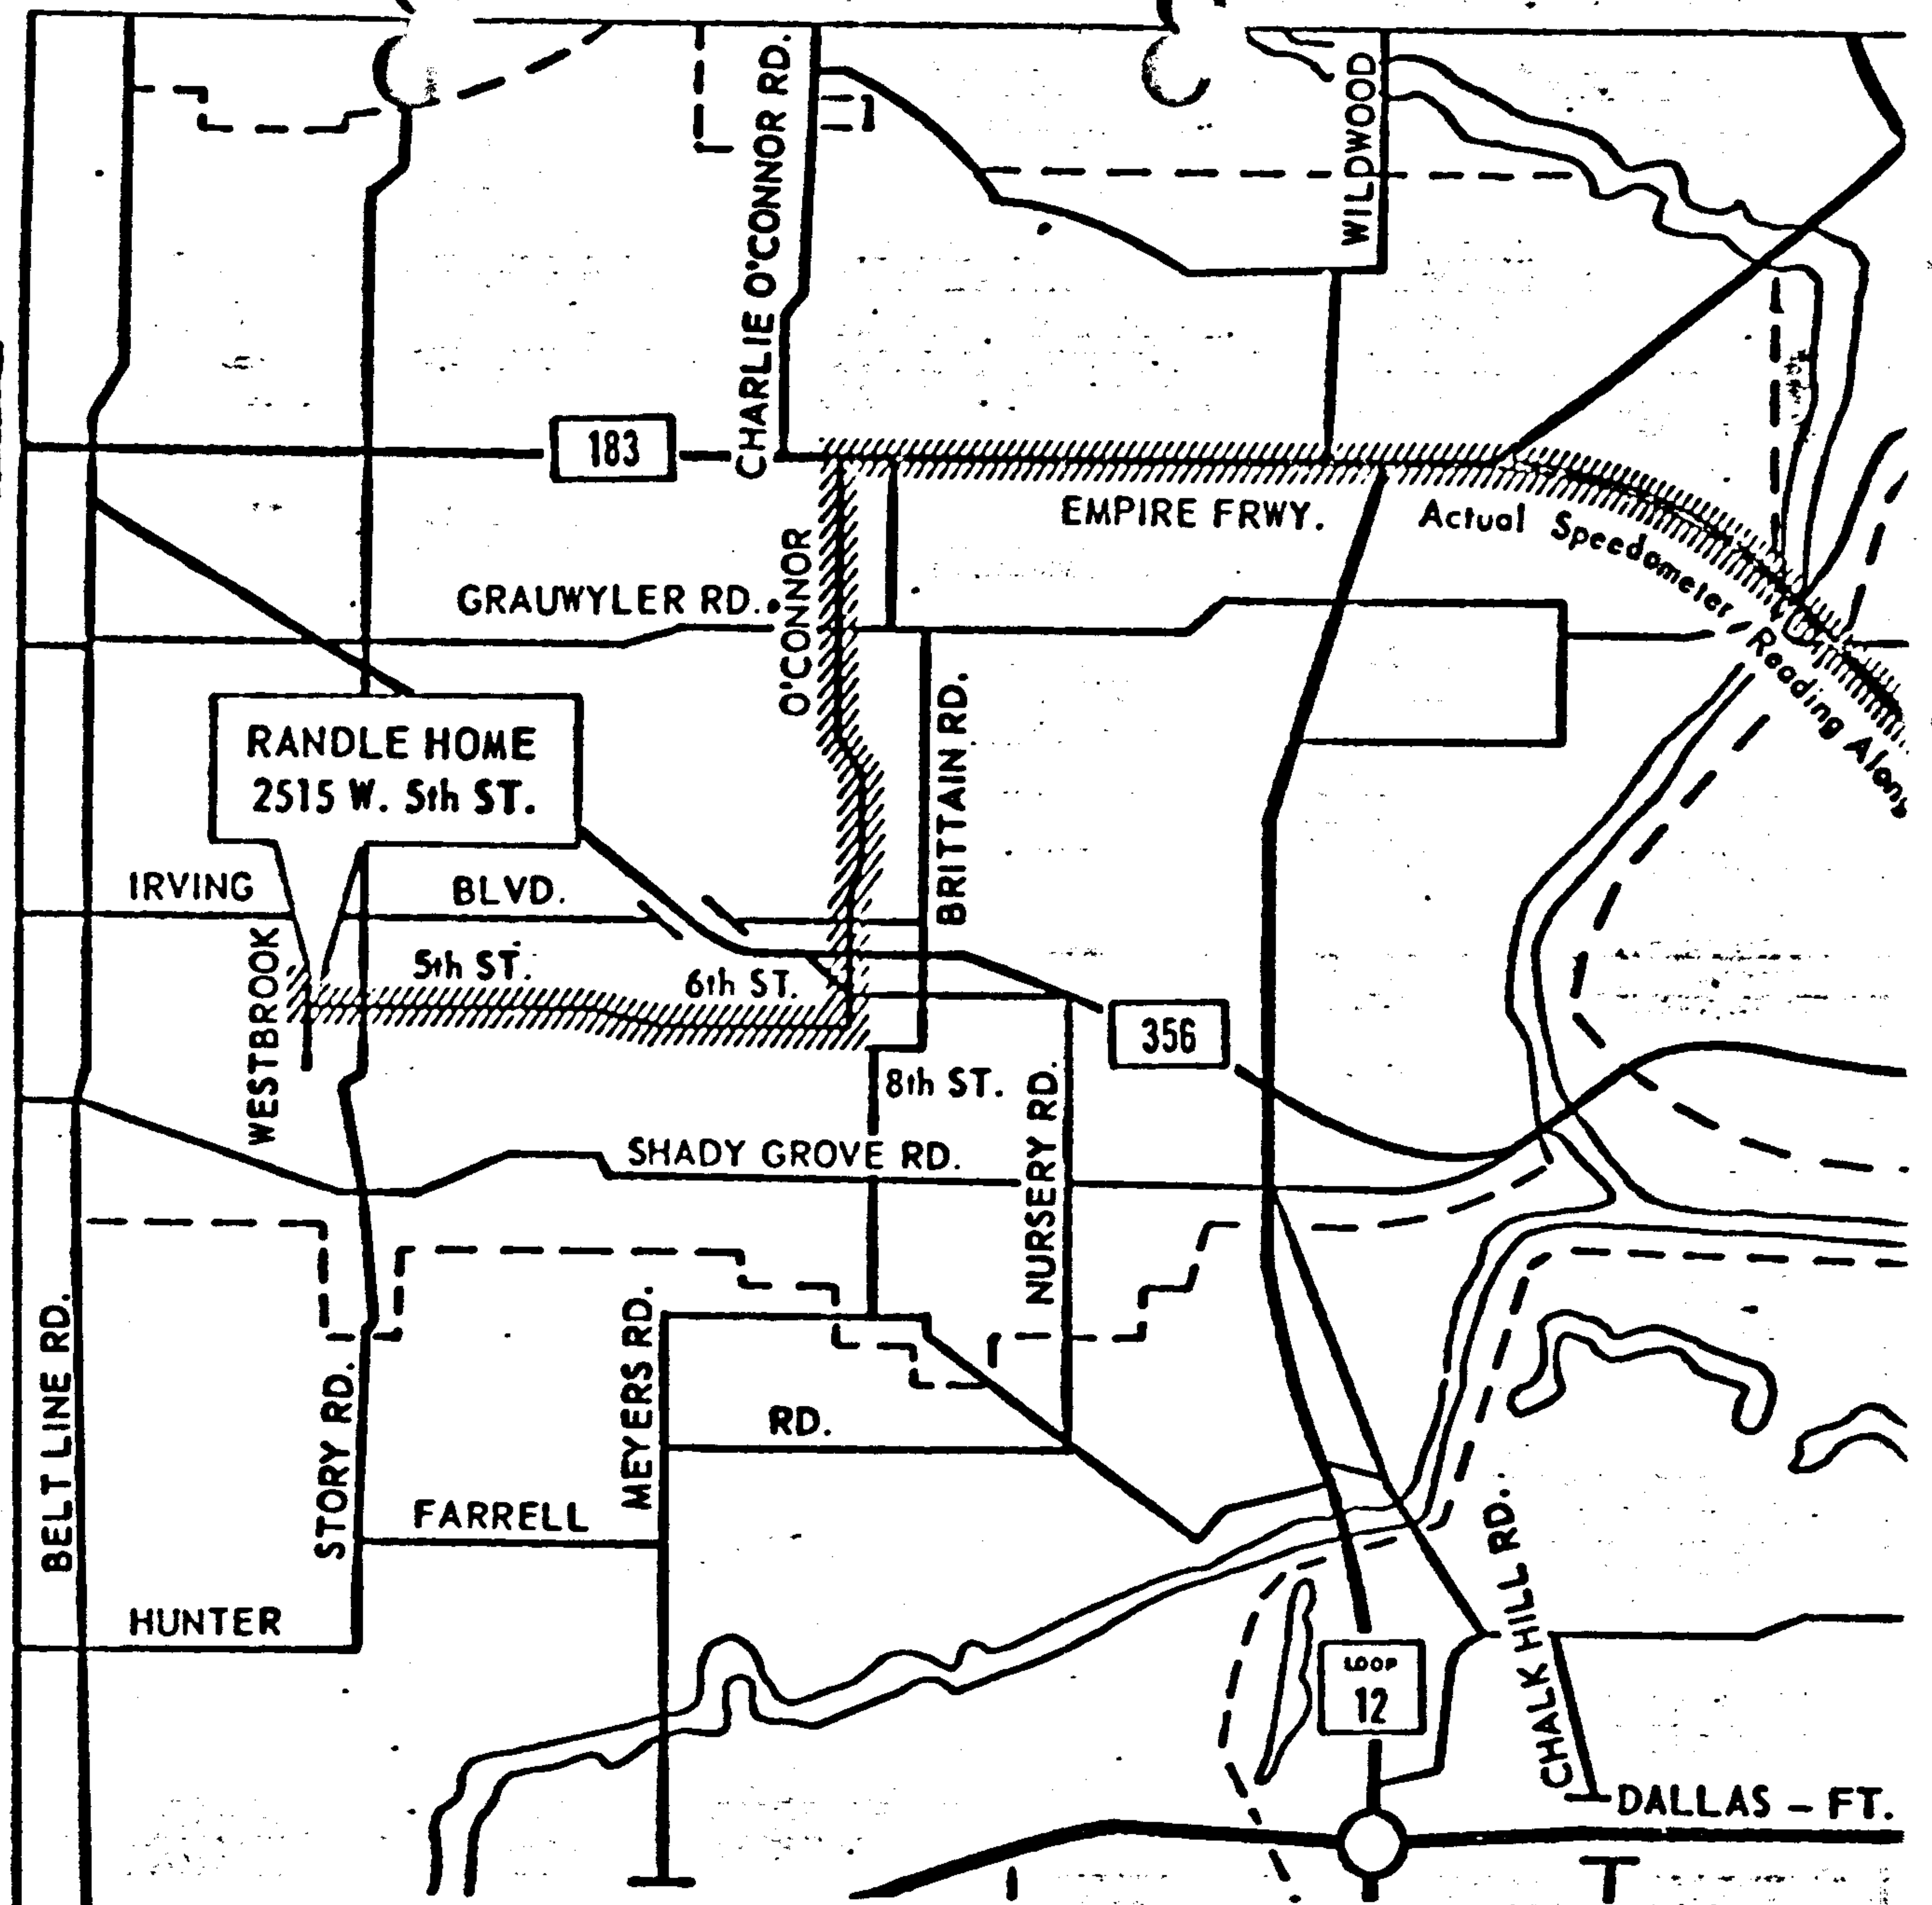 CHARLIE O'CONNOR RD.
WILDWOOD
183
EMPIRE FRWY.
Actual Speedometer Reading Along
O'CONNOR
GRAUWYLER RD.
RANDLE HOME
2515 W. 5th ST.
BRITTAIN RD.
IRVING BLVD.
WESTBROOK
5th ST.
6th ST.
356
8th ST.
NURSERY RD.
SHADY GROVE RD.
BELT LINE RD.
STORY RD.
MEYERS RD.
RD.
FARRELL
HUNTER
CHALK HILL RD.
LOOP
12
DALLAS - FT.